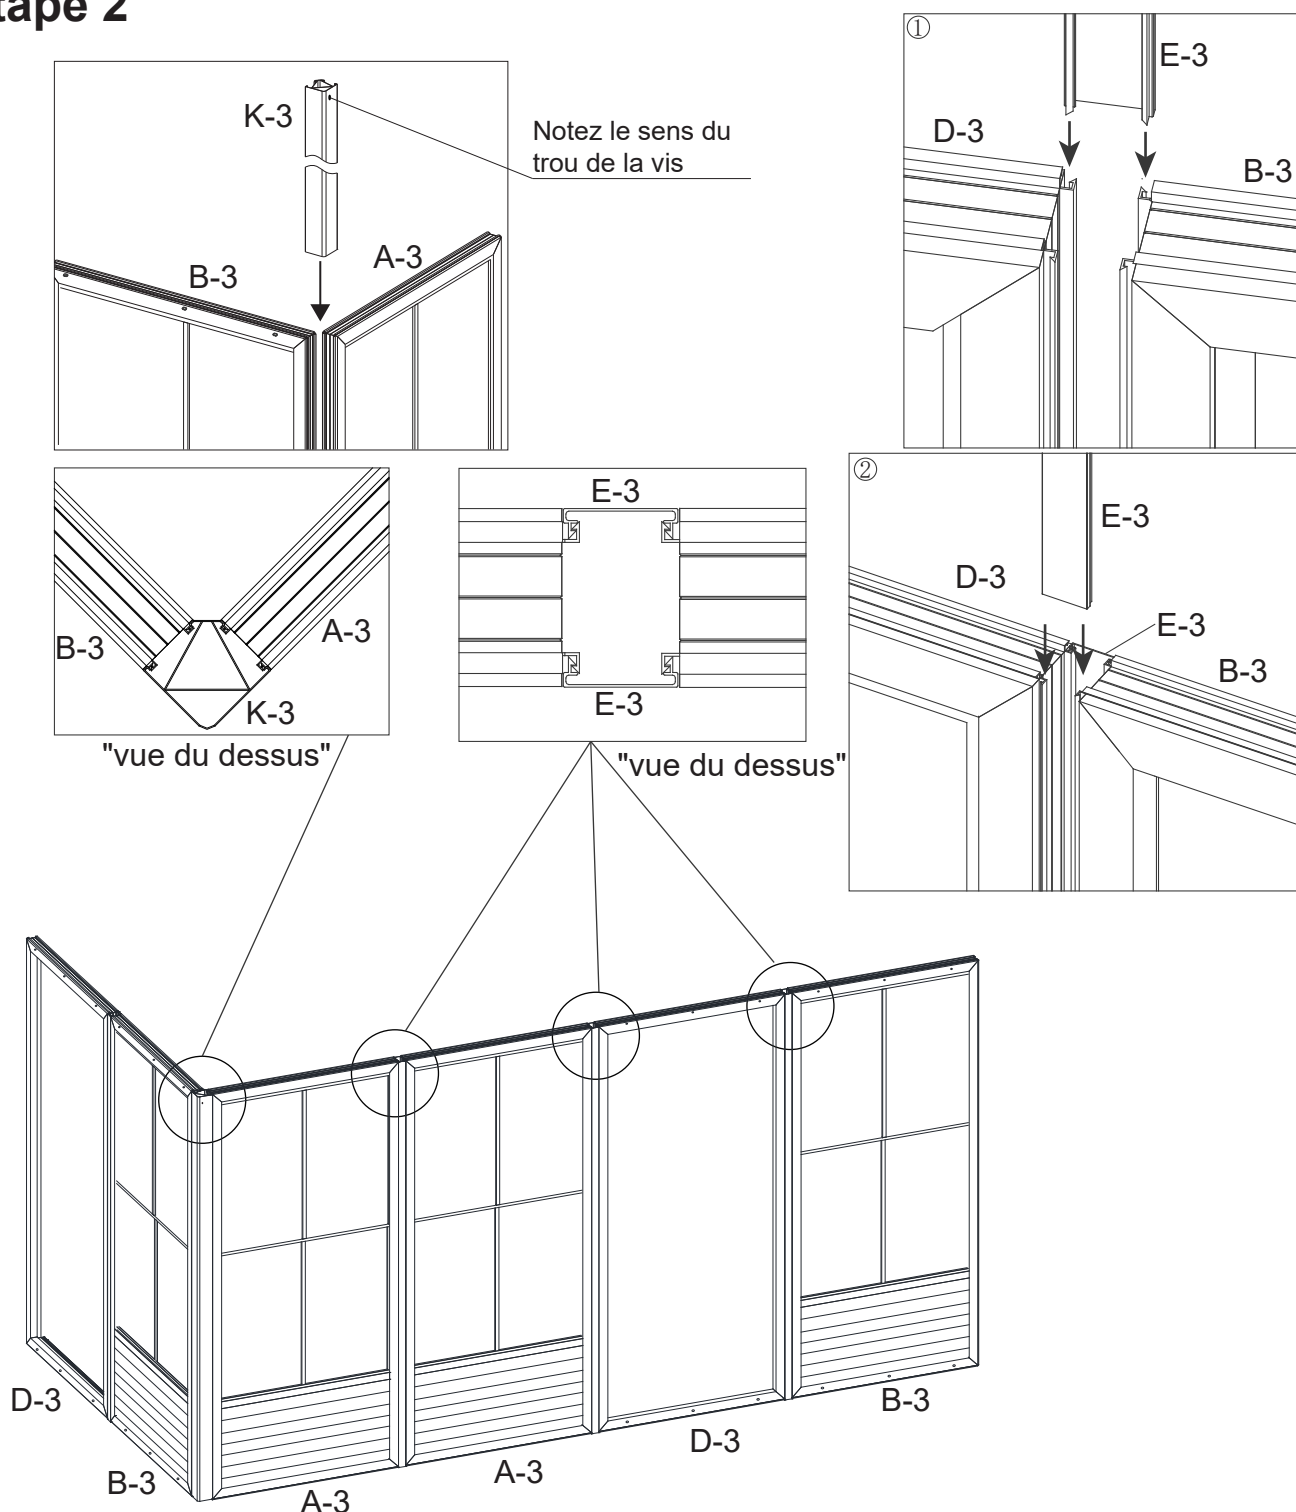 tape 2
K-3
Notez le sens du
trou de la vis
B-3
A-3
①
E-3
D-3
B-3
B-3
A-3
K-3
"vue du dessus"
E-3
E-3
"vue du dessus"
②
E-3
D-3
E-3
B-3
D-3
B-3
A-3
A-3
D-3
B-3